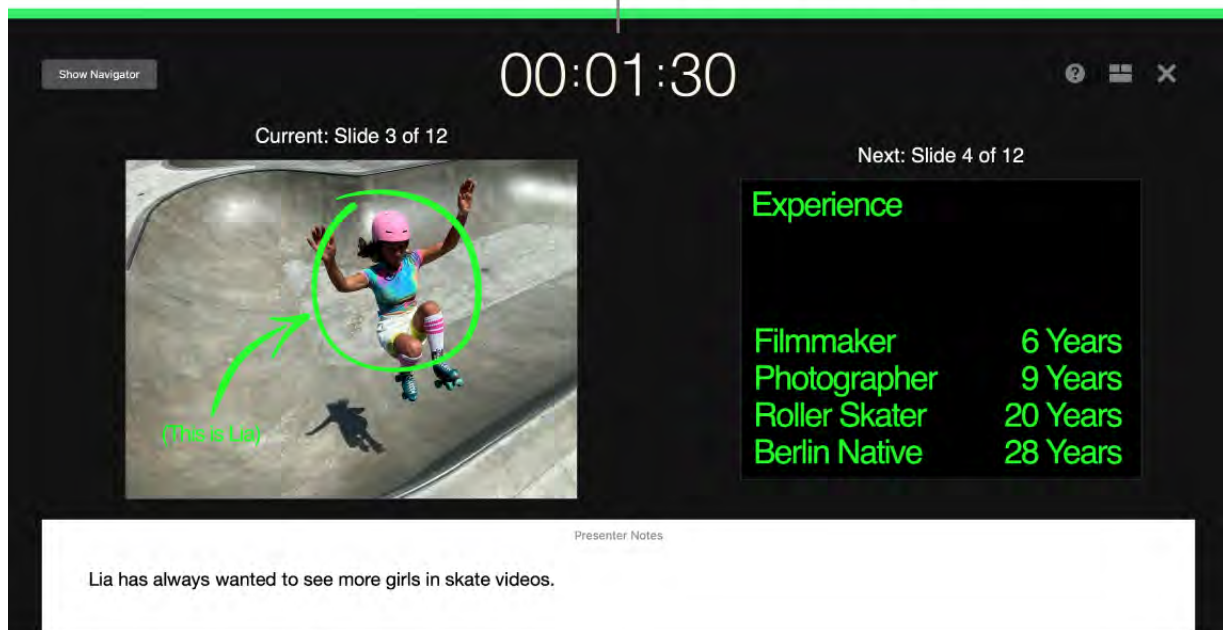 Show Navigator
00:01:30
?
Current: Slide 3 of 12
Next: Slide 4 of 12
(This is Lia)
Experience
Filmmaker 6 Years
Photographer 9 Years
Roller Skater 20 Years
Berlin Native 28 Years
Presenter Notes
Lia has always wanted to see more girls in skate videos.